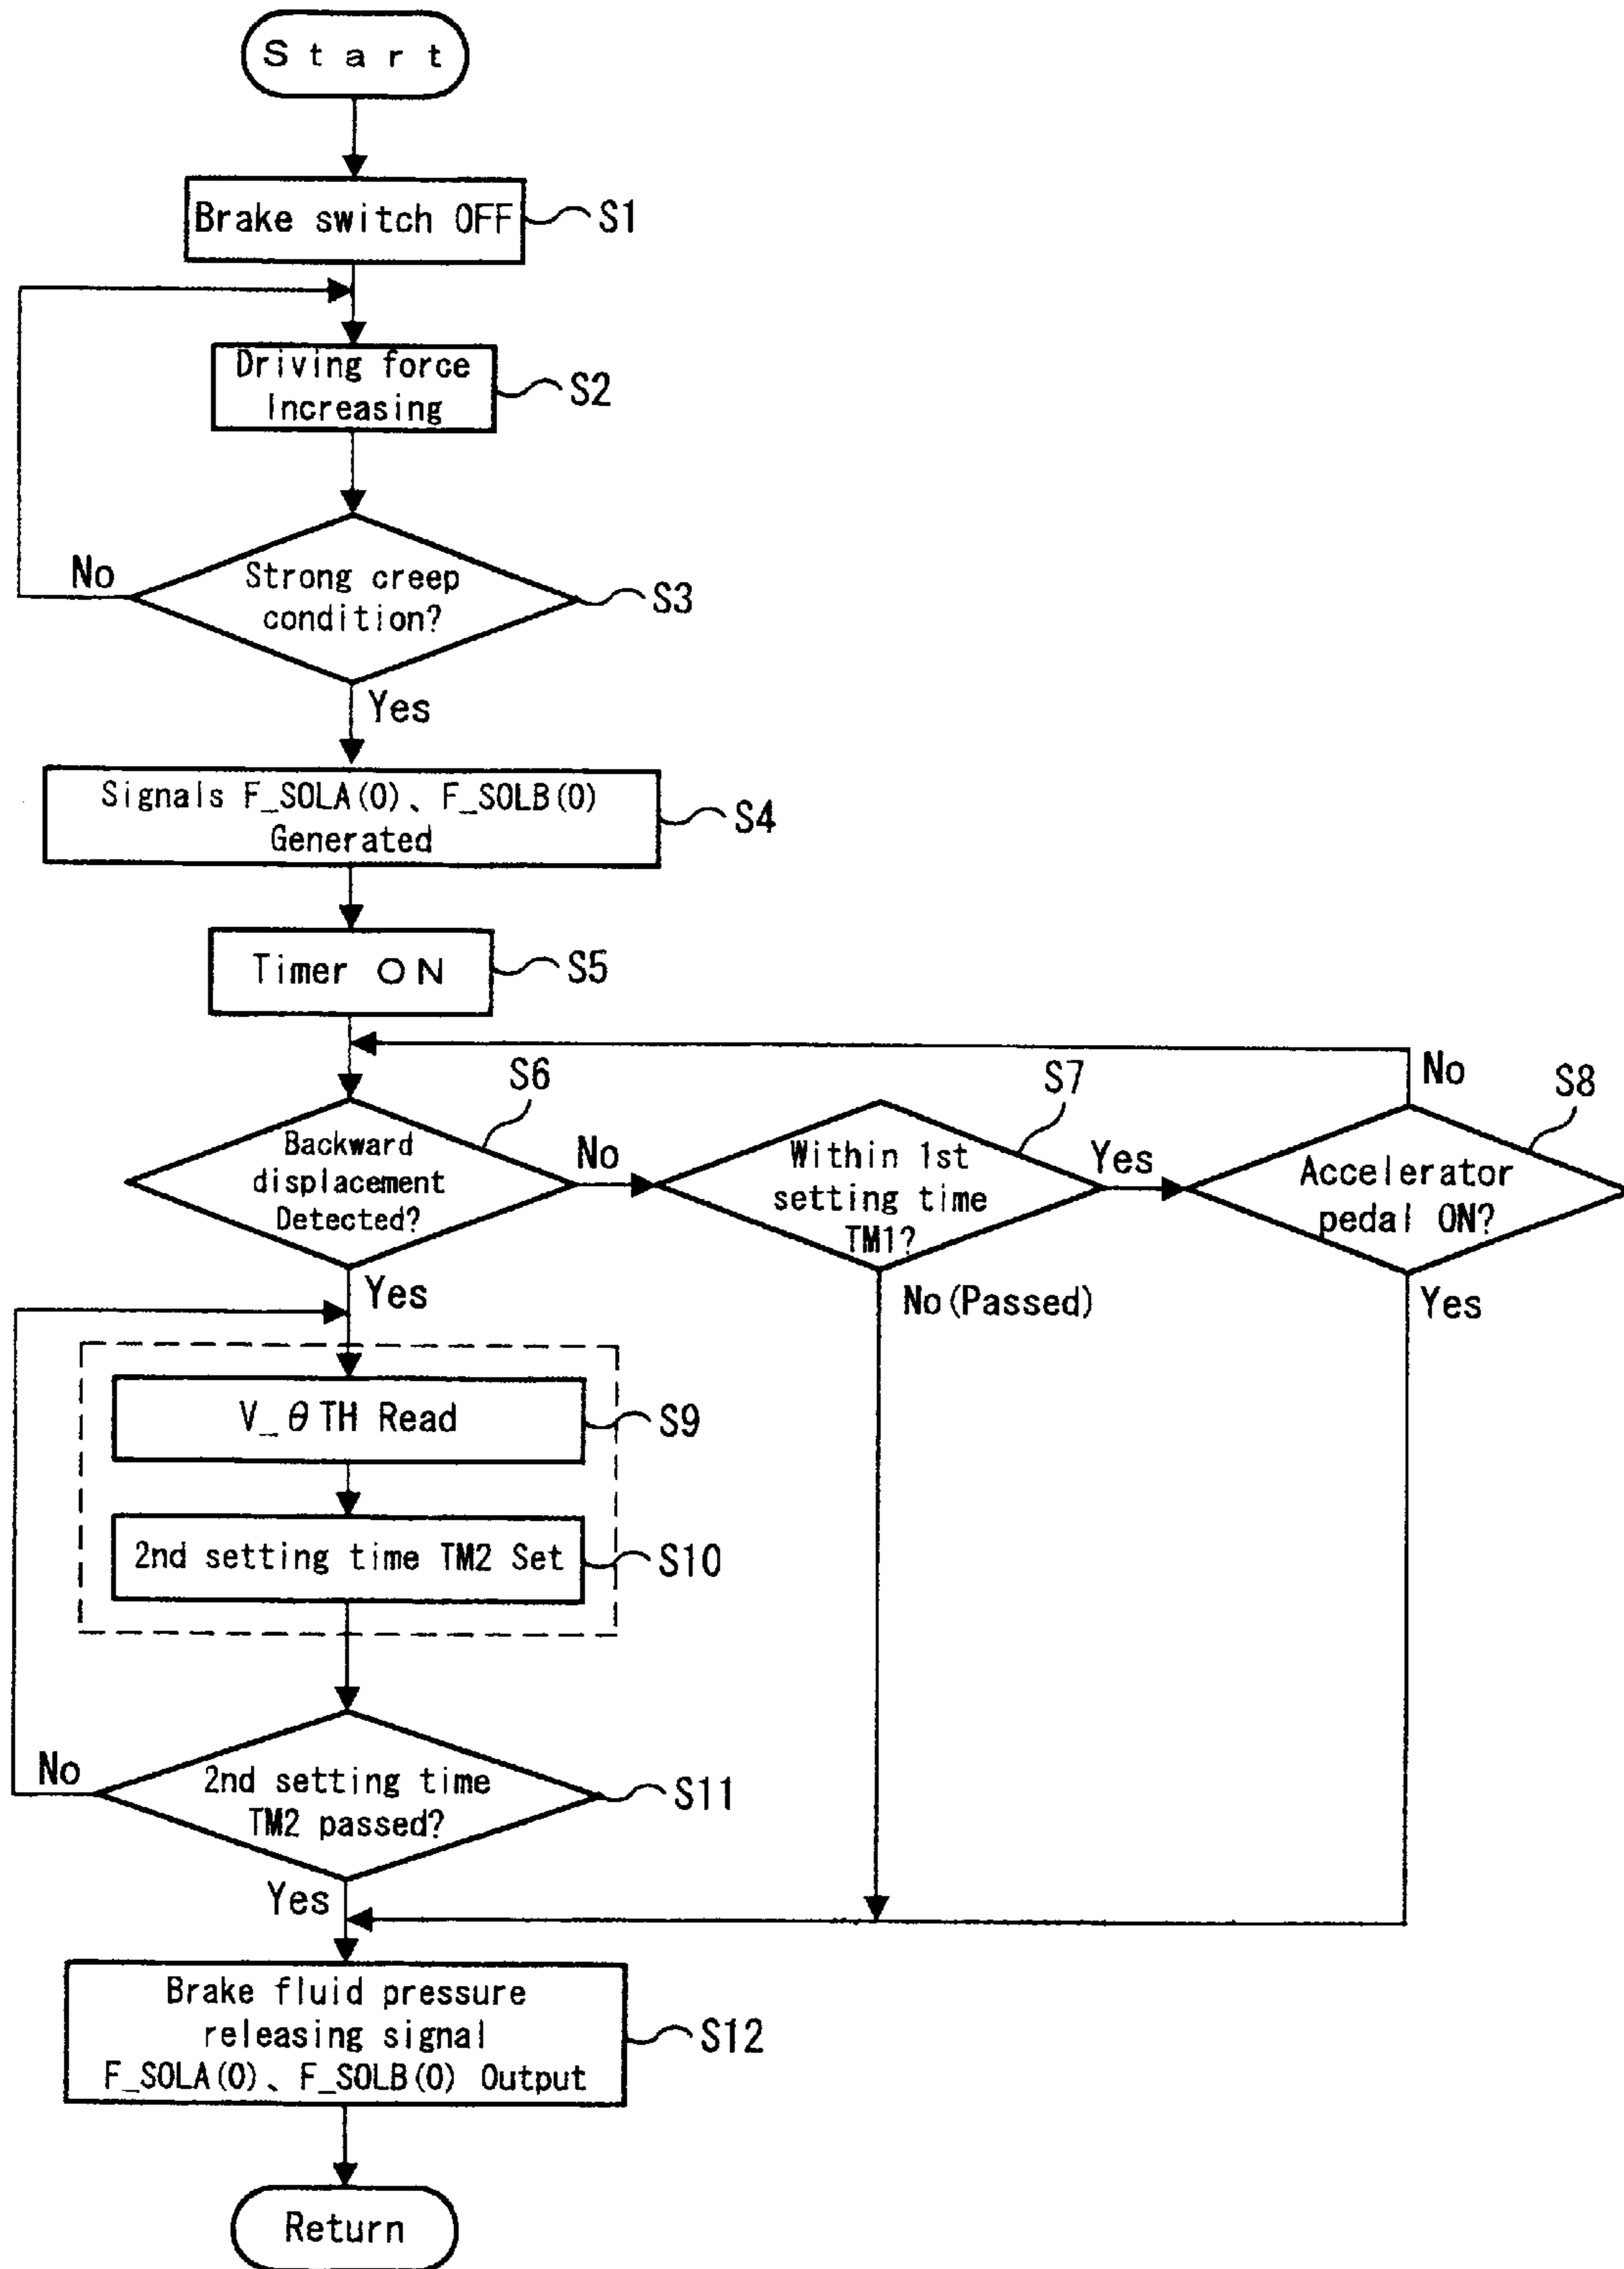 Start
Brake switch OFF
S1
Driving force
Increasing
S2
No
Strong creep
condition?
S3
Yes
Signals F_SOLA(0)、F_SOLB(0)
Generated
S4
Timer ON
S5
S6
S7
No
S8
Backward
displacement
Detected?
No
Within 1st
setting time
TM1?
Yes
Accelerator
pedal ON?
Yes
No(Passed)
Yes
V_θTH Read
S9
2nd setting time TM2 Set
S10
No
2nd setting time
TM2 passed?
S11
Yes
Brake fluid pressure
releasing signal
F_SOLA(0)、F_SOLB(0) Output
S12
Return